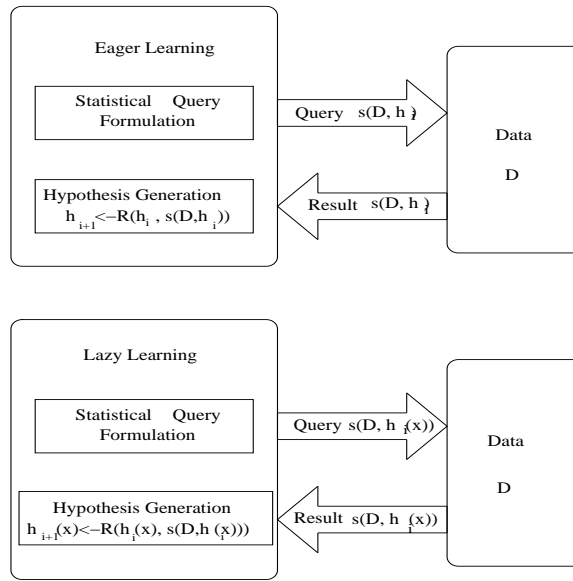 Eager Learning
Statistical Query
Formulation
Query s(D, h i)
Data
D
Hypothesis Generation
h i+1 <–R(h i , s(D,h i))
Result s(D, h i)
Lazy Learning
Statistical Query
Formulation
Query s(D, h i(x))
Data
D
Hypothesis Generation
h i+1(x)<–R(h i(x), s(D,h i(x)))
Result s(D, h i(x))